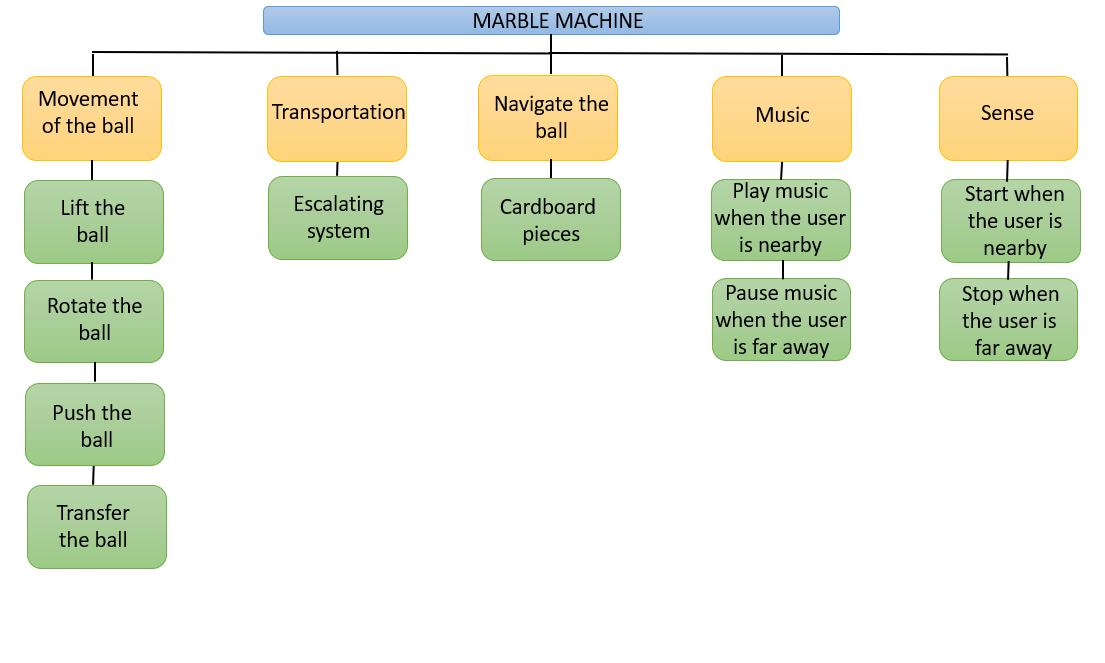 MARBLE MACHINE
Movement
of the ball
Transportation
Navigate the
ball
Music
Sense
Lift the
ball
Escalating
system
Cardboard
pieces
Play music
when the user
is nearby
Start when
the user is
nearby
Rotate the
ball
Pause music
when the user
is far away
Stop when
the user is
far away
Push the
ball
Transfer
the ball